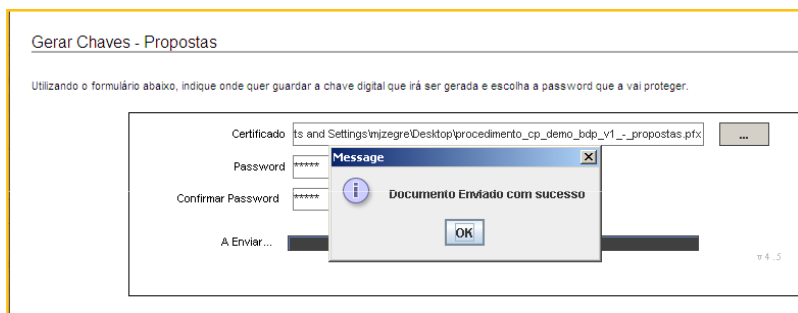 Gerar Chaves - Propostas
Utilizando o formulário abaixo, indique onde quer guardar a chave digital que irá ser gerada e escolha a password que a vai proteger.
Certificado ts and Settings\mjzegre\Desktop\procedimento_cp_demo_bdp_v1_-_propostas.pfx ...
Message
Password *****
Documento Enviado com sucesso
Confirmar Password *****
OK
A Enviar...
v 4 .5